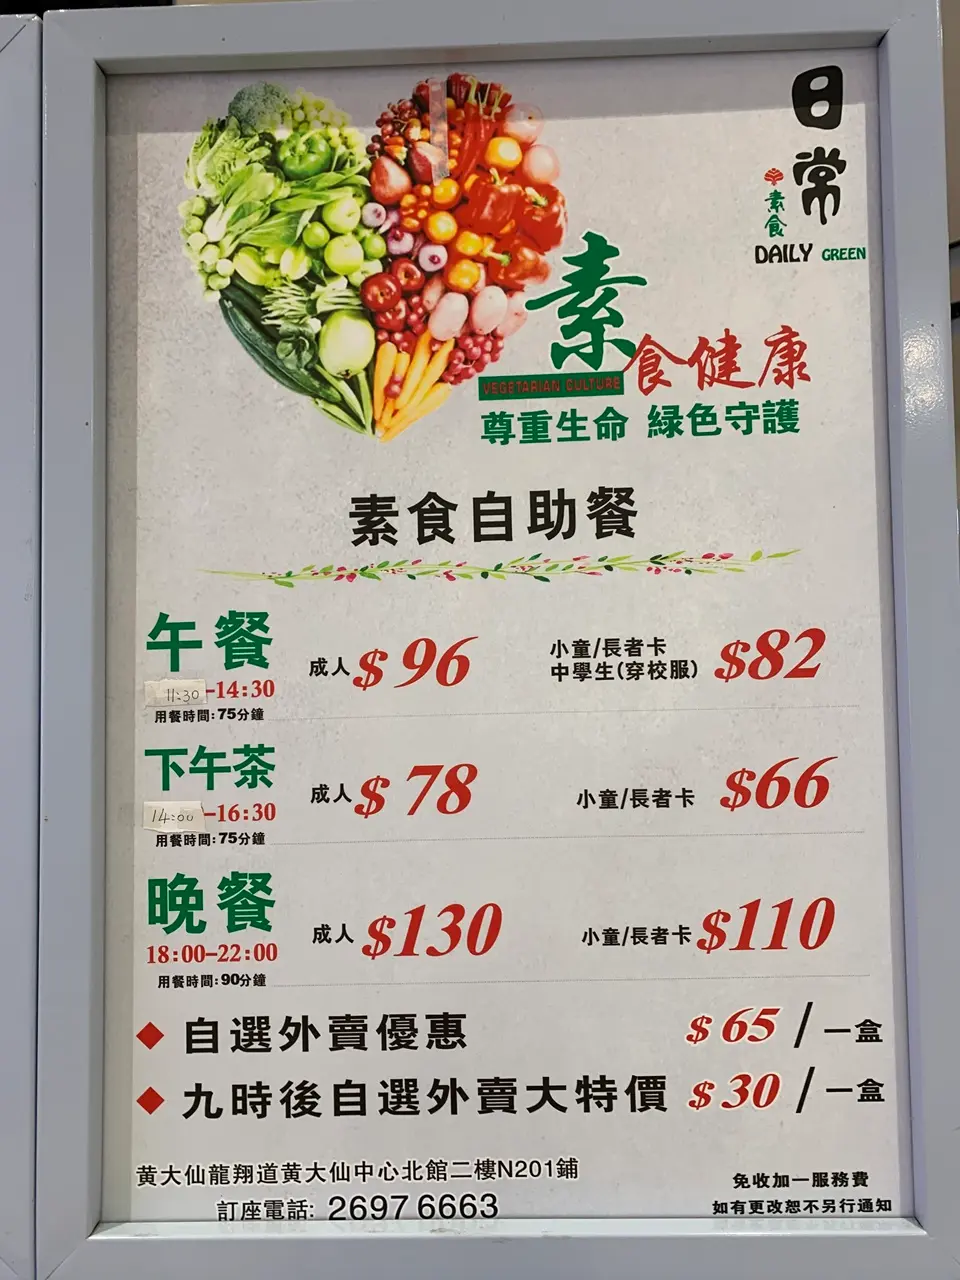 日常
素食
DAILY GREEN
素食健康
VEGETARIAN CULTURE
尊重生命 綠色守護
素食自助餐
午餐
11:30-14:30
用餐時間:75分鐘
成人$96
小童/長者卡
中學生(穿校服)
$82
下午茶
14:00-16:30
用餐時間:75分鐘
成人$78
小童/長者卡 $66
晚餐
18:00-22:00
用餐時間:90分鐘
成人$130
小童/長者卡$110
◆ 自選外賣優惠 $65/一盒
◆ 九時後自選外賣大特價 $30/一盒
黄大仙龍翔道黄大仙中心北館二樓N201鋪
訂座電話: 2697 6663
免收加一服務費
如有更改恕不另行通知